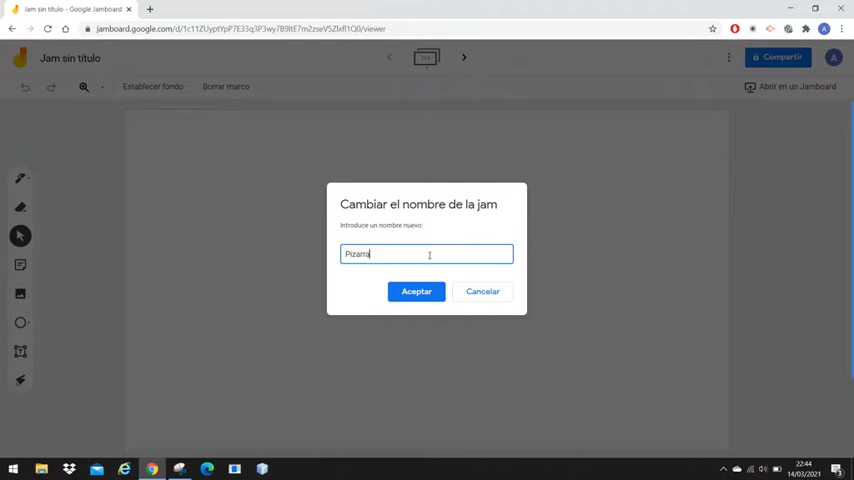 Jam sin título - Google Jamboard
jamboard.google.com/d/1c11ZUyptYpP7E33q3P3wy7B9ltE7m2zseV5Zlxfl1Q0/viewer
Jam sin título
1/1
Compartir
A
Establecer fondo
Borrar marco
Abrir en un Jamboard
Cambiar el nombre de la jam
Introduce un nombre nuevo:
Pizarra
Aceptar
Cancelar
22:44
14/03/2021